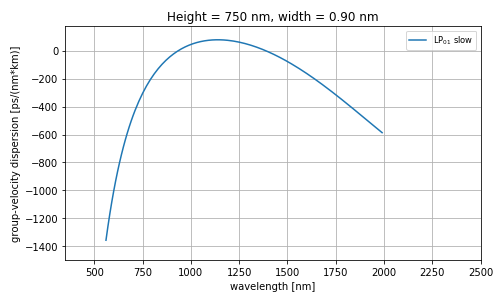 Height = 750 nm, width = 0.90 nm
LP₀₁ slow
group-velocity dispersion [ps/(nm*km)]
0
−200
−400
−600
−800
−1000
−1200
−1400
500 750 1000 1250 1500 1750 2000 2250 2500
wavelength [nm]